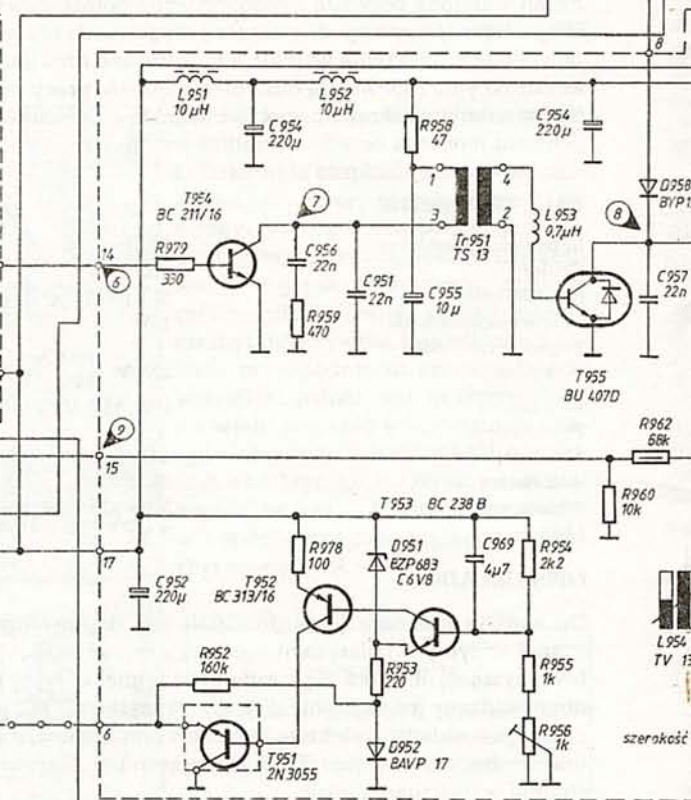 8
L951
10 µH
L952
10µH
C954
220µ
R958
47
C954
220µ
1
4
3
2
Tr951
TS 13
L953
0,7µH
D958
8
T954
BC 211/16
7
14
6
R979
330
C956
22n
R959
470
C951
22n
C955
10µ
C957
22n
T955
BU 407D
9
15
R962
68k
R960
10k
17
C952
220µ
T953 BC 238 B
R978
100
T952
BC 313/16
D951
BZP683
C6V8
C969
4µ7
R954
2k2
R952
160k
R953
220
R955
1k
R956
1k
6
T951
2N3055
D952
BAVP 17
L954
TV 13
szerokość